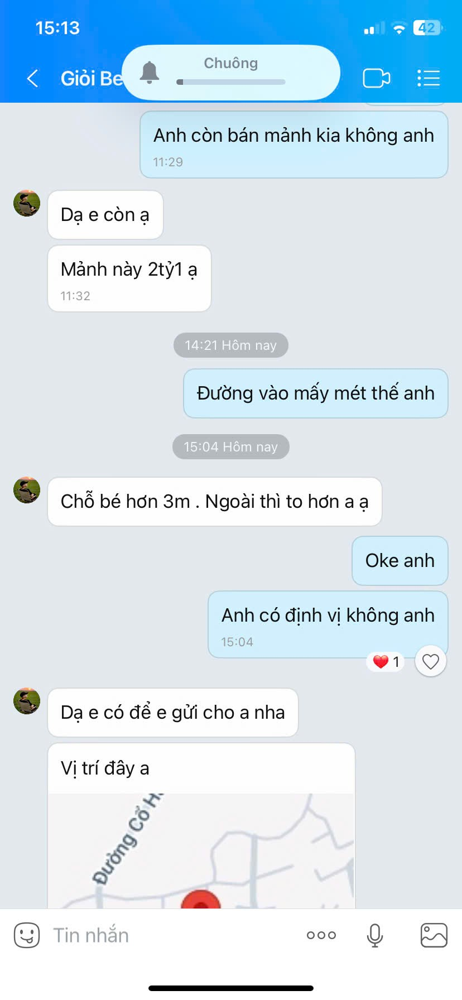 15:13
42
Chuông
Giỏi Be
Anh còn bán mảnh kia không anh
11:29
Dạ e còn ạ
Mảnh này 2tỷ1 ạ
11:32
14:21 Hôm nay
Đường vào mấy mét thế anh
15:04 Hôm nay
Chỗ bé hơn 3m . Ngoài thì to hơn a ạ
Oke anh
Anh có định vị không anh
15:04
1
Dạ e có để e gửi cho a nha
Vị trí đây a
Đường Cổ
Tin nhắn